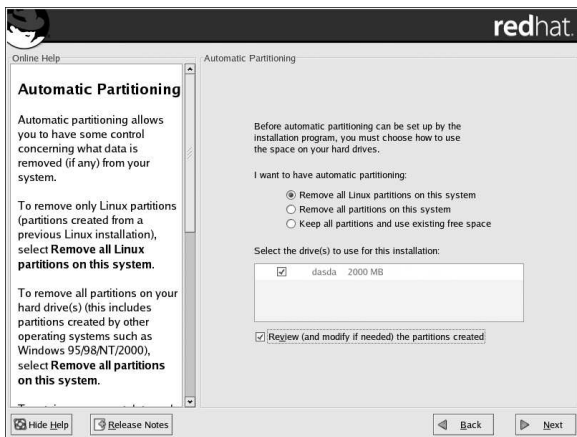 redhat.
Online Help
Automatic Partitioning
Automatic partitioning allows
you to have some control
concerning what data is
removed (if any) from your
system.
To remove only Linux partitions
(partitions created from a
previous Linux installation),
select Remove all Linux
partitions on this system.
To remove all partitions on your
hard drive(s) (this includes
partitions created by other
operating systems such as
Windows 95/98/NT/2000),
select Remove all partitions
on this system.
Automatic Partitioning
Before automatic partitioning can be set up by the
installation program, you must choose how to use
the space on your hard drives.
I want to have automatic partitioning:
Remove all Linux partitions on this system
Remove all partitions on this system
Keep all partitions and use existing free space
Select the drive(s) to use for this installation:
dasda 2000 MB
Review (and modify if needed) the partitions created
Hide Help
Release Notes
Back
Next